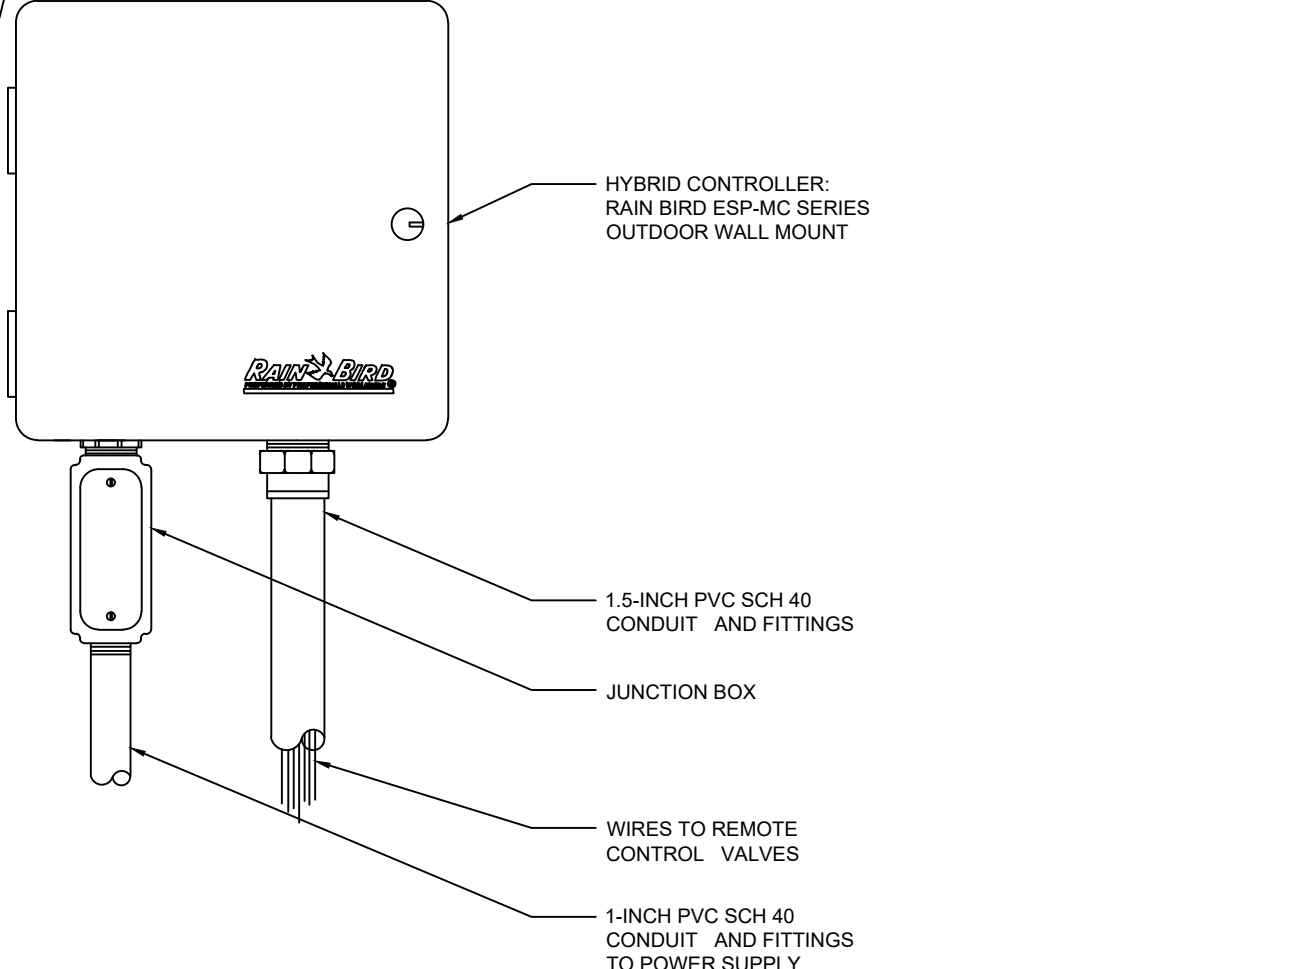 HYBRID CONTROLLER:
RAIN BIRD ESP-MC SERIES
OUTDOOR WALL MOUNT
RAIN BIRD
1.5-INCH PVC SCH 40
CONDUIT AND FITTINGS
JUNCTION BOX
WIRES TO REMOTE
CONTROL VALVES
1-INCH PVC SCH 40
CONDUIT AND FITTINGS
TO POWER SUPPLY